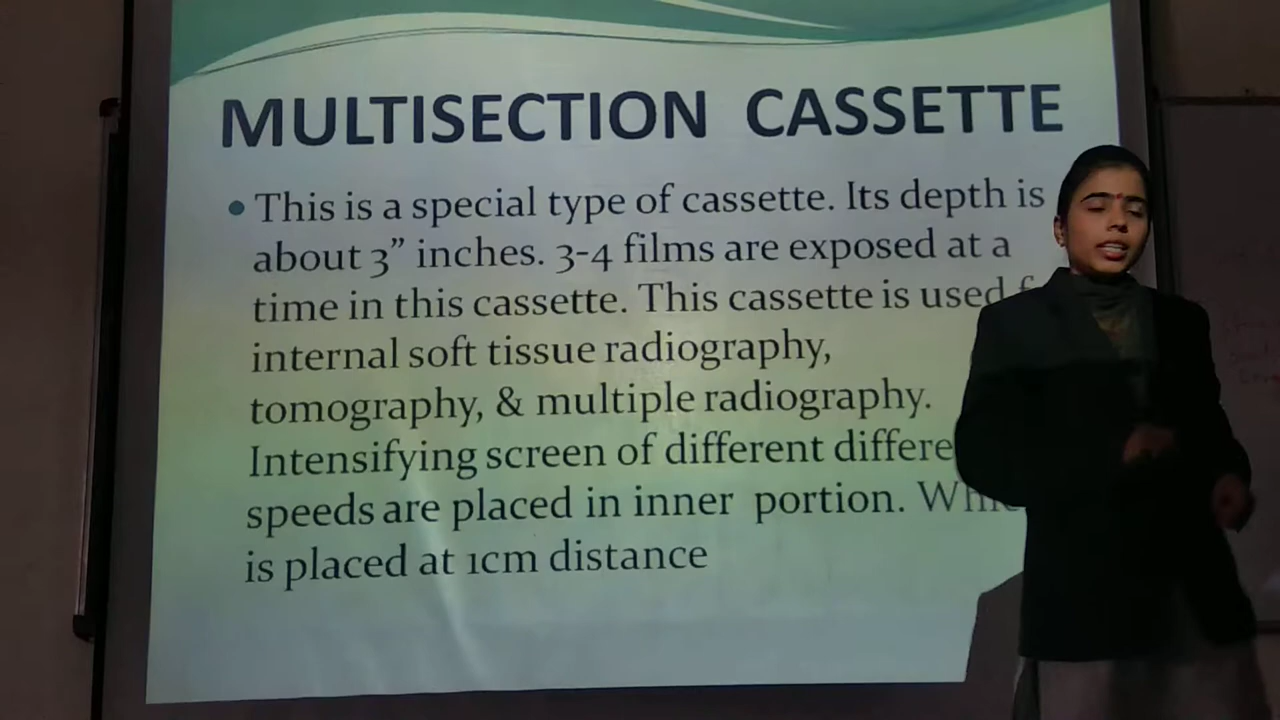 MULTISECTION CASSETTE
• This is a special type of cassette. Its depth is
about 3” inches. 3-4 films are exposed at a
time in this cassette. This cassette is used
internal soft tissue radiography,
tomography, & multiple radiography.
Intensifying screen of different
speeds are placed in inner portion.
is placed at 1cm distance